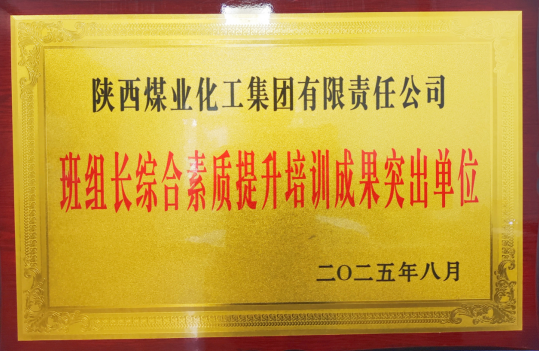 陕西煤业化工集团有限责任公司
班组长综合素质提升培训成果突出单位
二〇二五年八月